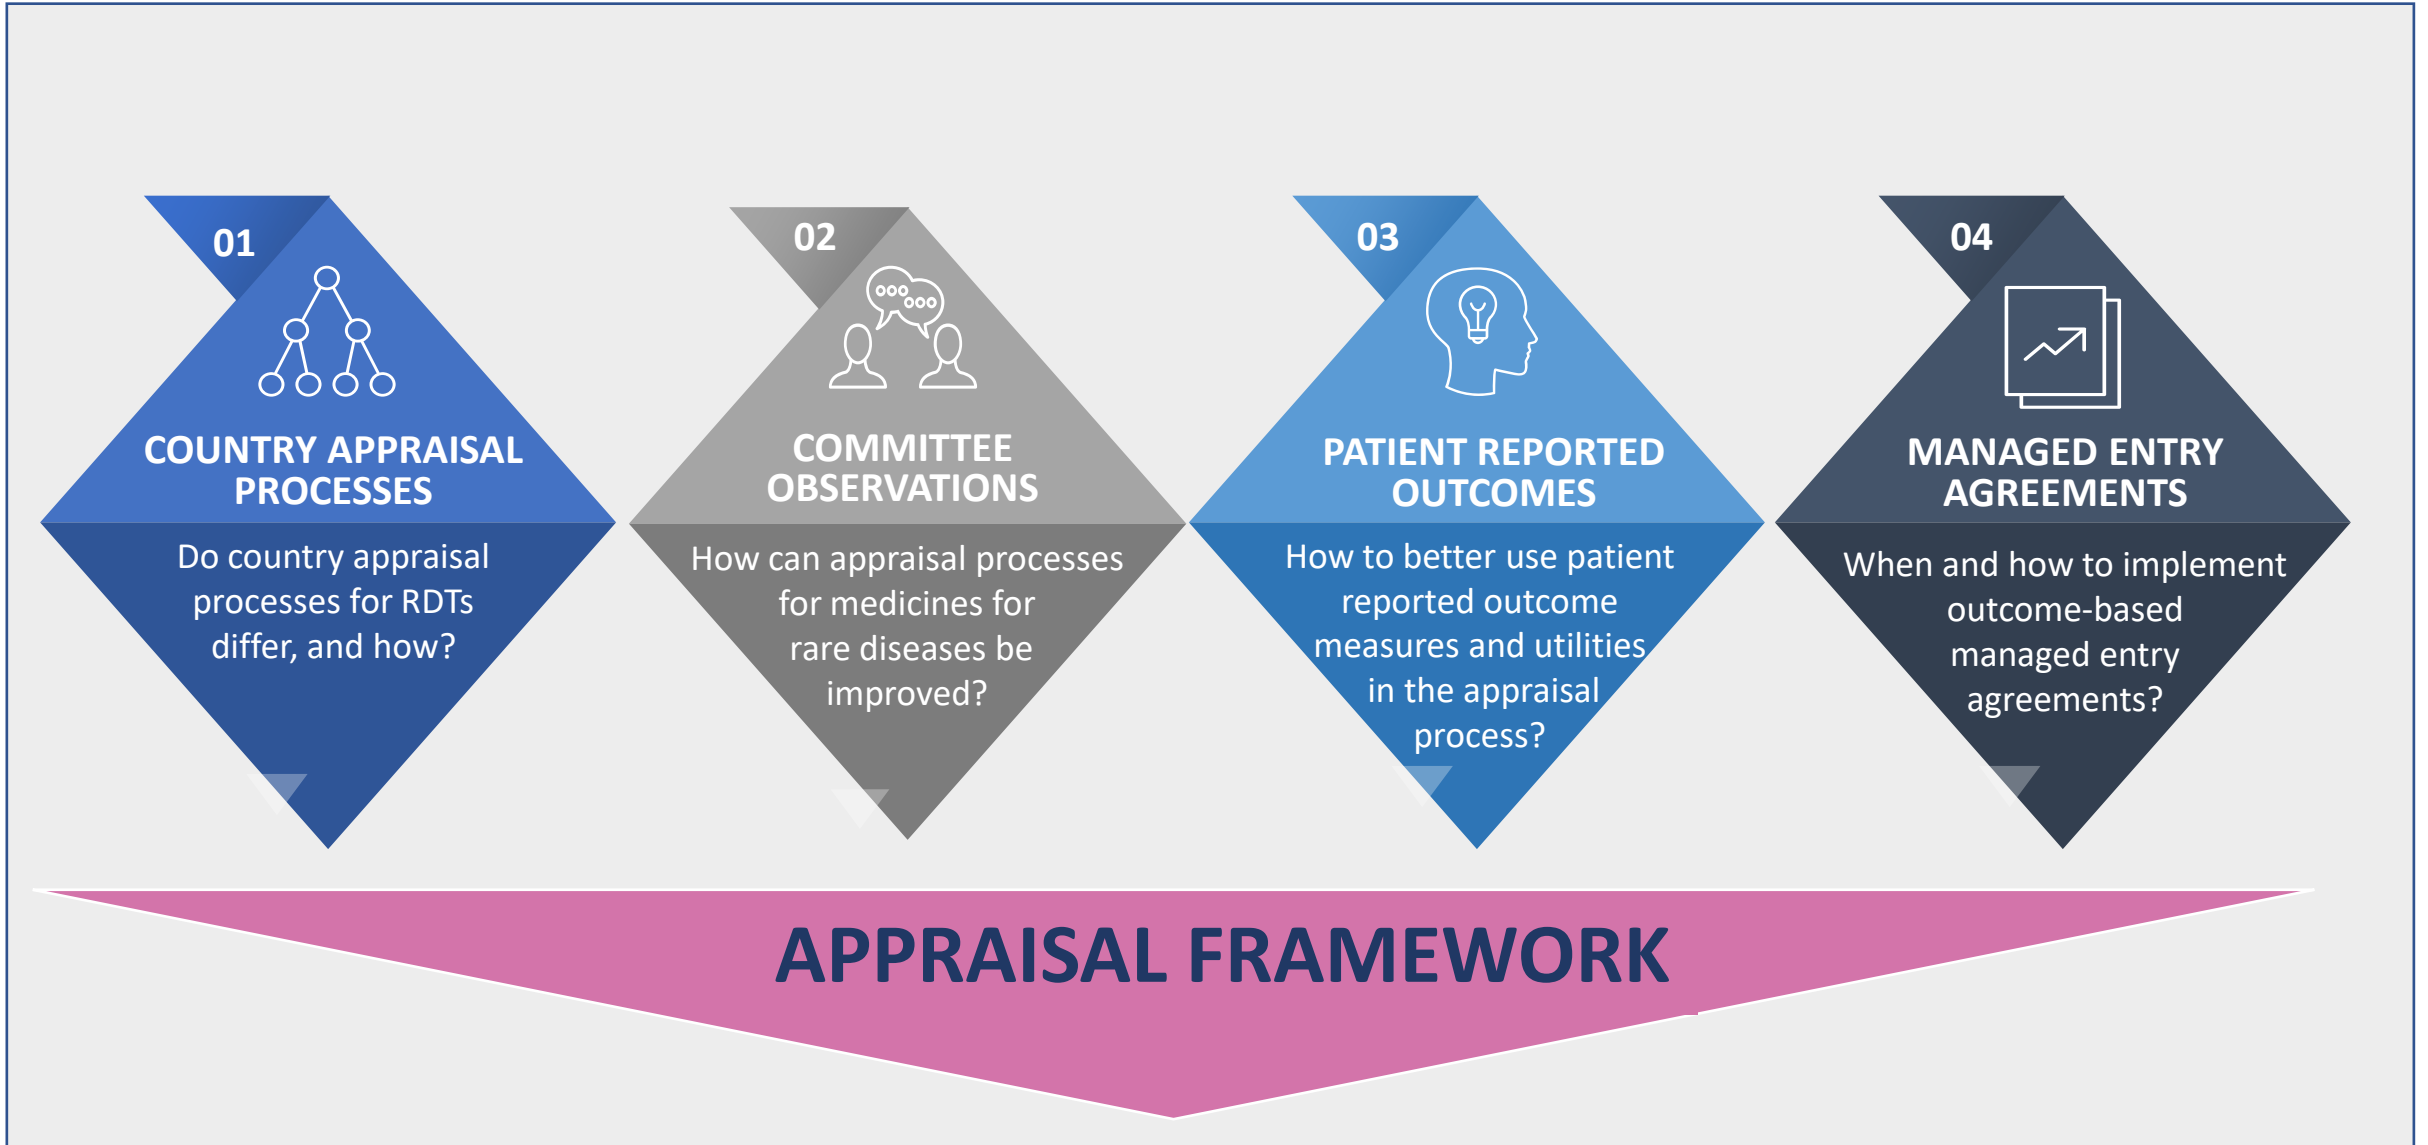 01
COUNTRY APPRAISAL
PROCESSES
Do country appraisal
processes for RDTs
differ, and how?
02
COMMITTEE
OBSERVATIONS
How can appraisal processes
for medicines for
rare diseases be
improved?
03
PATIENT REPORTED
OUTCOMES
How to better use patient
reported outcome
measures and utilities
in the appraisal
process?
04
MANAGED ENTRY
AGREEMENTS
When and how to implement
outcome-based
managed entry
agreements?
APPRAISAL FRAMEWORK